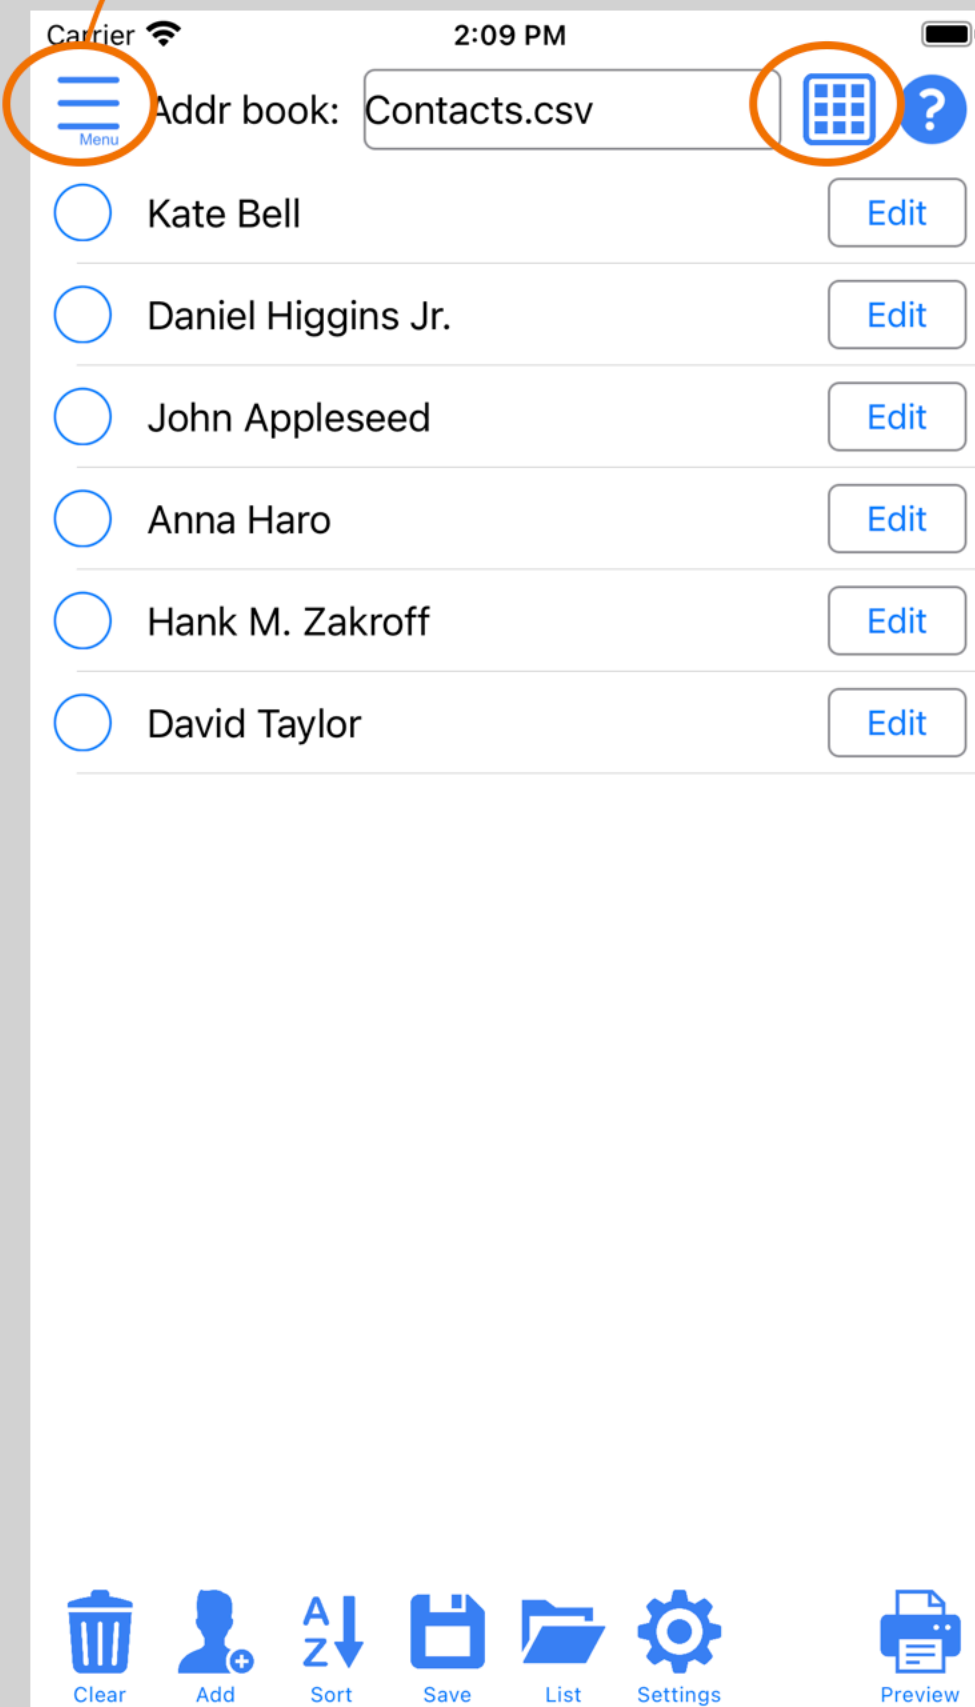 Carrier 2:09 PM
Menu Addr book: Contacts.csv ?
Kate Bell Edit
Daniel Higgins Jr. Edit
John Appleseed Edit
Anna Haro Edit
Hank M. Zakroff Edit
David Taylor Edit
A
Z
Clear Add Sort Save List Settings Preview